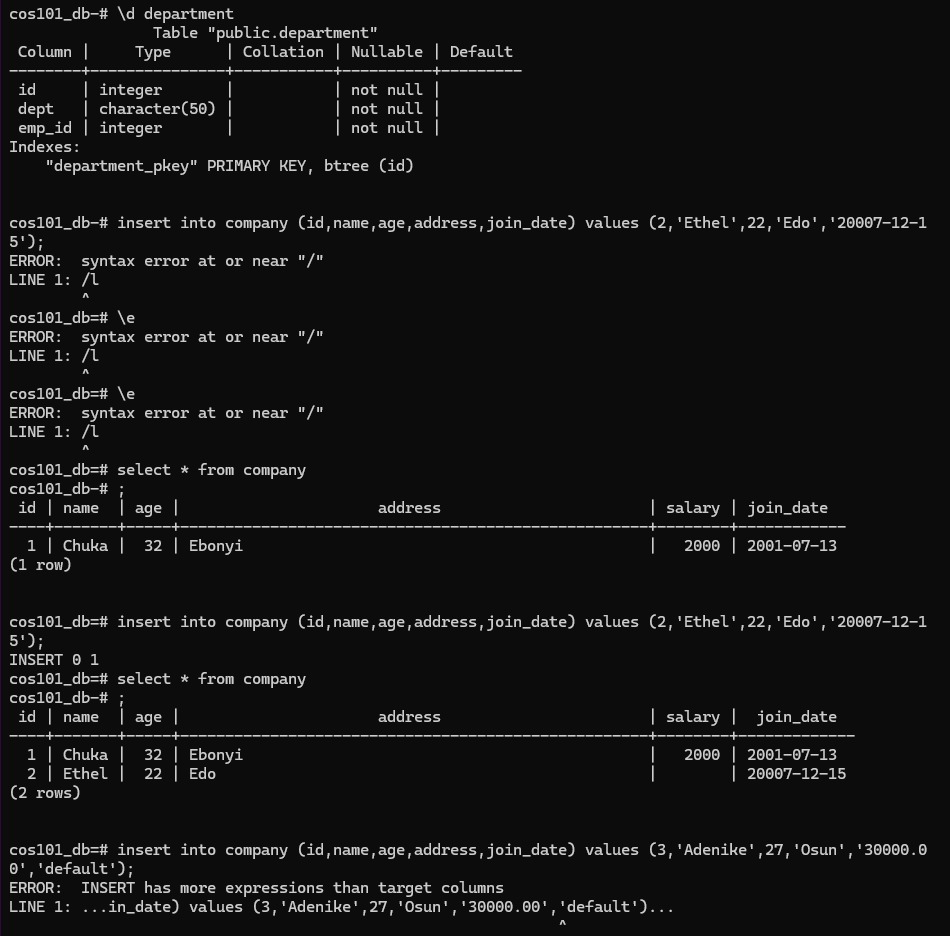 cos101_db-# \d department
                Table "public.department"
 Column |     Type      | Collation | Nullable | Default
--------+---------------+-----------+----------+---------
 id     | integer       |           | not null |
 dept   | character(50) |           | not null |
 emp_id | integer       |           | not null |
Indexes:
    "department_pkey" PRIMARY KEY, btree (id)
cos101_db-# insert into company (id,name,age,address,join_date) values (2,'Ethel',22,'Edo','20007-12-1
5');
ERROR:  syntax error at or near "/"
LINE 1: /l
        ^
cos101_db=# \e
ERROR:  syntax error at or near "/"
LINE 1: /l
        ^
cos101_db=# \e
ERROR:  syntax error at or near "/"
LINE 1: /l
        ^
cos101_db=# select * from company
cos101_db-# ;
 id | name  | age |                      address                       | salary | join_date
----+-------+-----+----------------------------------------------------+--------+------------
  1 | Chuka |  32 | Ebonyi                                             |   2000 | 2001-07-13
(1 row)
cos101_db=# insert into company (id,name,age,address,join_date) values (2,'Ethel',22,'Edo','20007-12-1
5');
INSERT 0 1
cos101_db=# select * from company
cos101_db-# ;
 id | name  | age |                      address                       | salary |  join_date
----+-------+-----+----------------------------------------------------+--------+-------------
  1 | Chuka |  32 | Ebonyi                                             |   2000 | 2001-07-13
  2 | Ethel |  22 | Edo                                                |        | 20007-12-15
(2 rows)
cos101_db=# insert into company (id,name,age,address,join_date) values (3,'Adenike',27,'Osun','30000.0
0','default');
ERROR:  INSERT has more expressions than target columns
LINE 1: ...in_date) values (3,'Adenike',27,'Osun','30000.00','default')...
                                                             ^